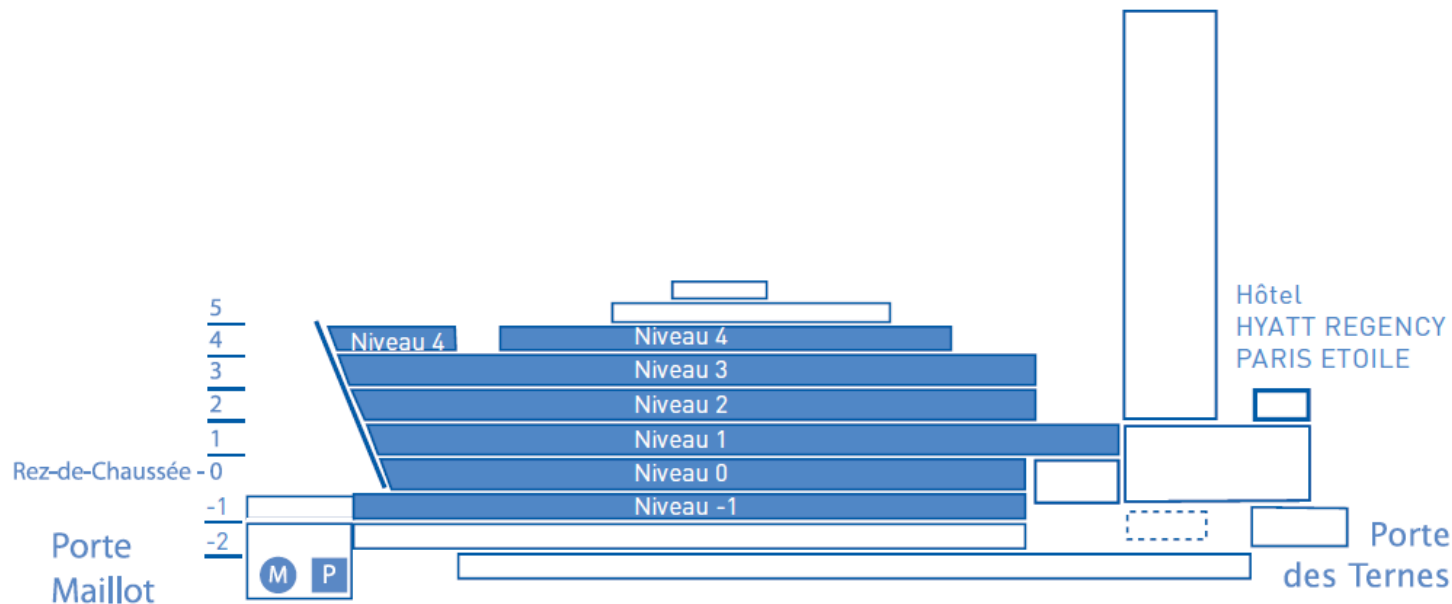 Hôtel
HYATT REGENCY
PARIS ETOILE
5
4
3
2
1
Rez-de-Chaussée - 0
-1
-2
Niveau 4
Niveau 4
Niveau 3
Niveau 2
Niveau 1
Niveau 0
Niveau -1
Porte
Maillot
M
P
Porte
des Ternes